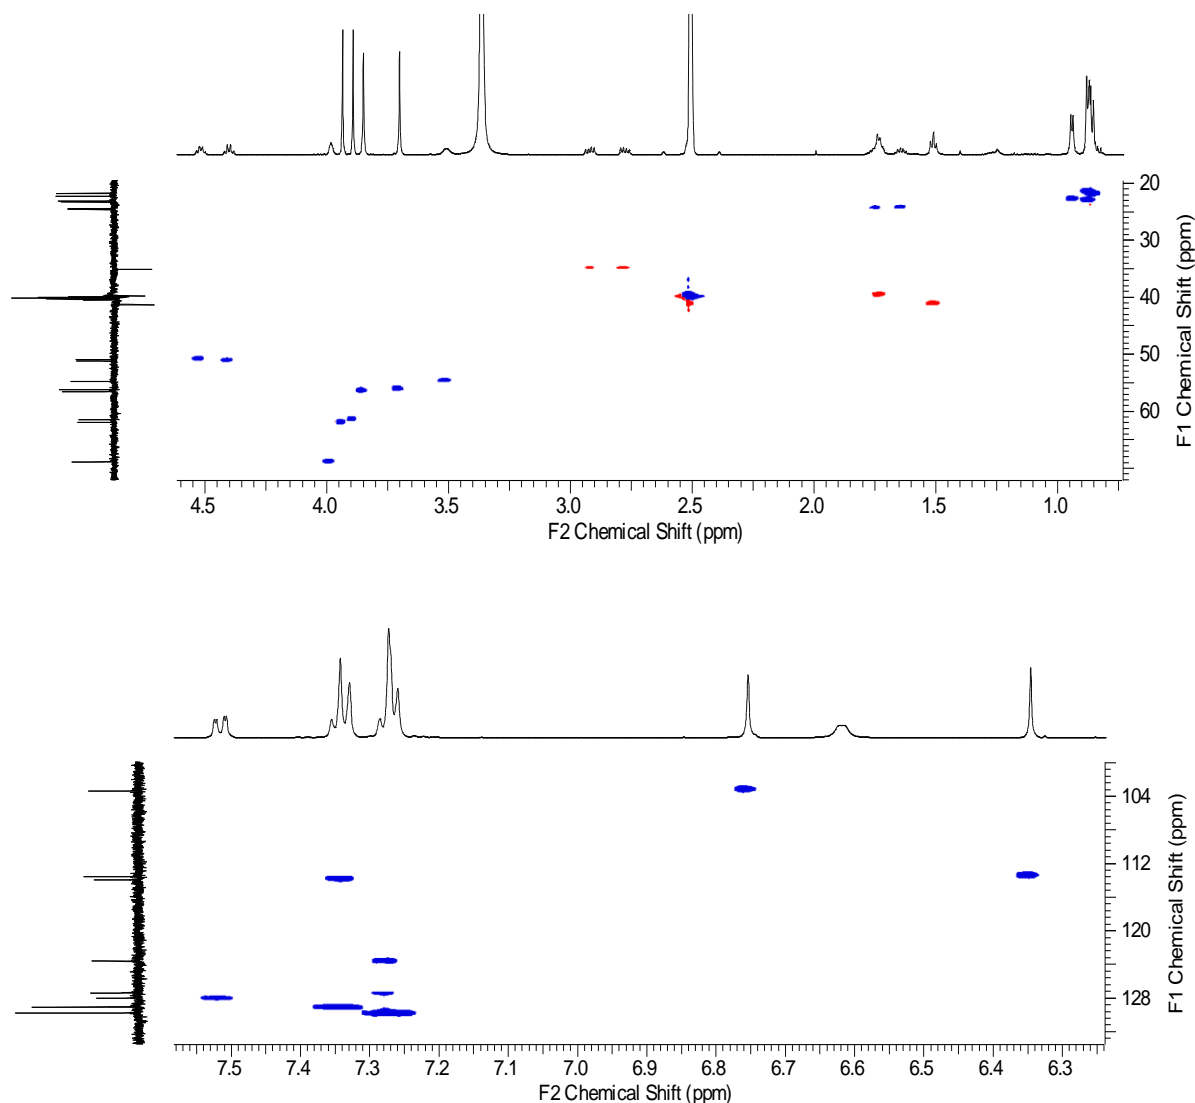 20
30
40
50
60
F1 Chemical Shift (ppm)
4.5 4.0 3.5 3.0 2.5 2.0 1.5 1.0
F2 Chemical Shift (ppm)
104
112
120
128
F1 Chemical Shift (ppm)
7.5 7.4 7.3 7.2 7.1 7.0 6.9 6.8 6.7 6.6 6.5 6.4 6.3
F2 Chemical Shift (ppm)